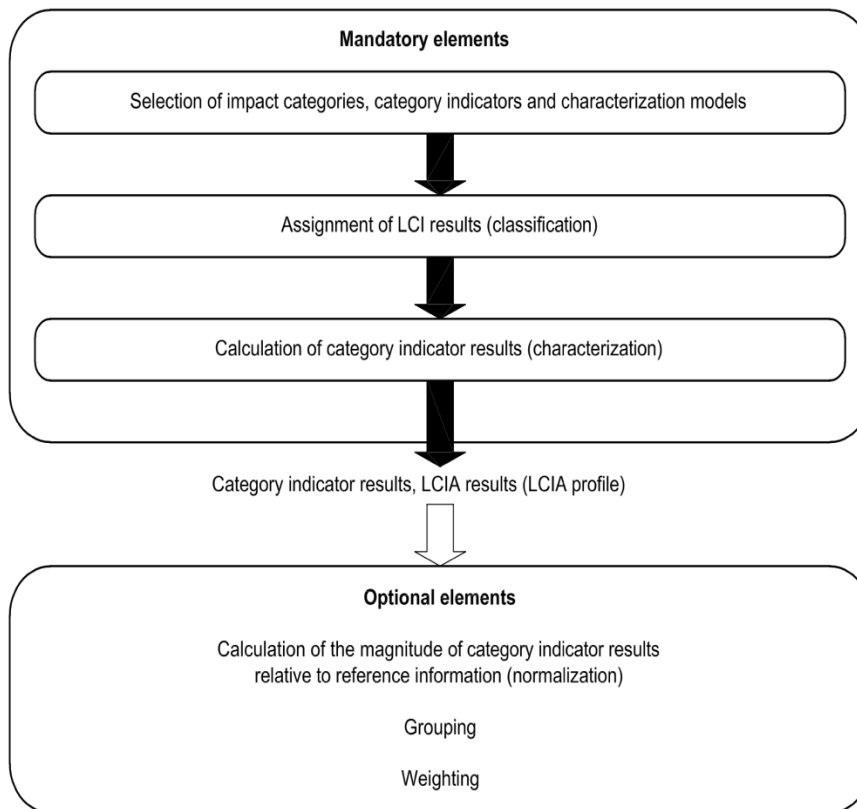 Mandatory elements
Selection of impact categories, category indicators and characterization models
Assignment of LCI results (classification)
Calculation of category indicator results (characterization)
Category indicator results, LCIA results (LCIA profile)
Optional elements
Calculation of the magnitude of category indicator results
relative to reference information (normalization)
Grouping
Weighting